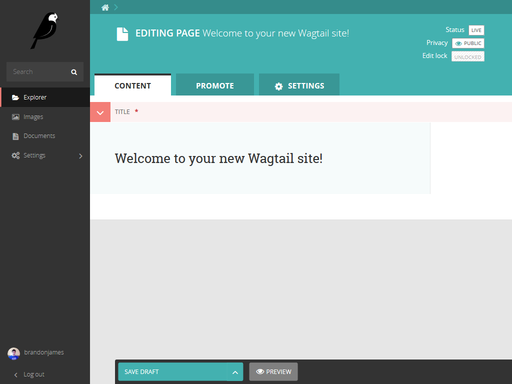 EDITING PAGE Welcome to your new Wagtail site!
Status LIVE
Privacy PUBLIC
Edit lock UNLOCKED
Search
Explorer
Images
Documents
Settings
CONTENT PROMOTE SETTINGS
TITLE *
Welcome to your new Wagtail site!
brandonjames
Log out
SAVE DRAFT PREVIEW